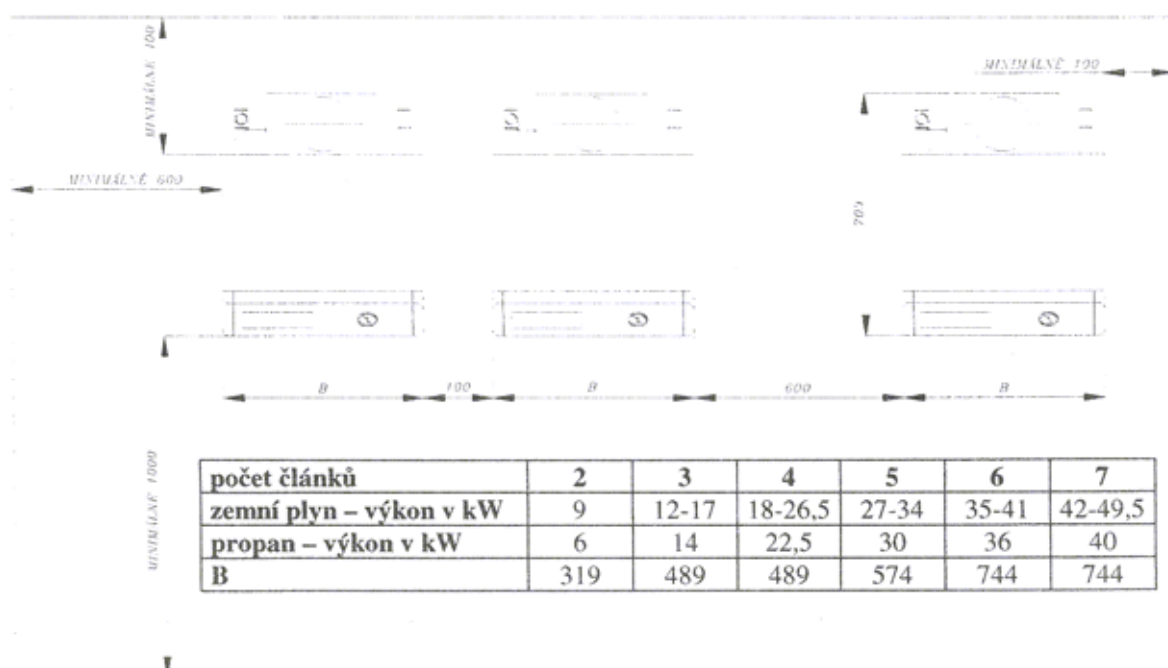 MINIMÁLNĚ 100
MINIMÁLNĚ 100
MINIMÁLNĚ 600
705
B 100 B 600 B
MINIMÁLNĚ 1000
počet článků 2 3 4 5 6 7
zemní plyn – výkon v kW 9 12-17 18-26,5 27-34 35-41 42-49,5
propan – výkon v kW 6 14 22,5 30 36 40
B 319 489 489 574 744 744